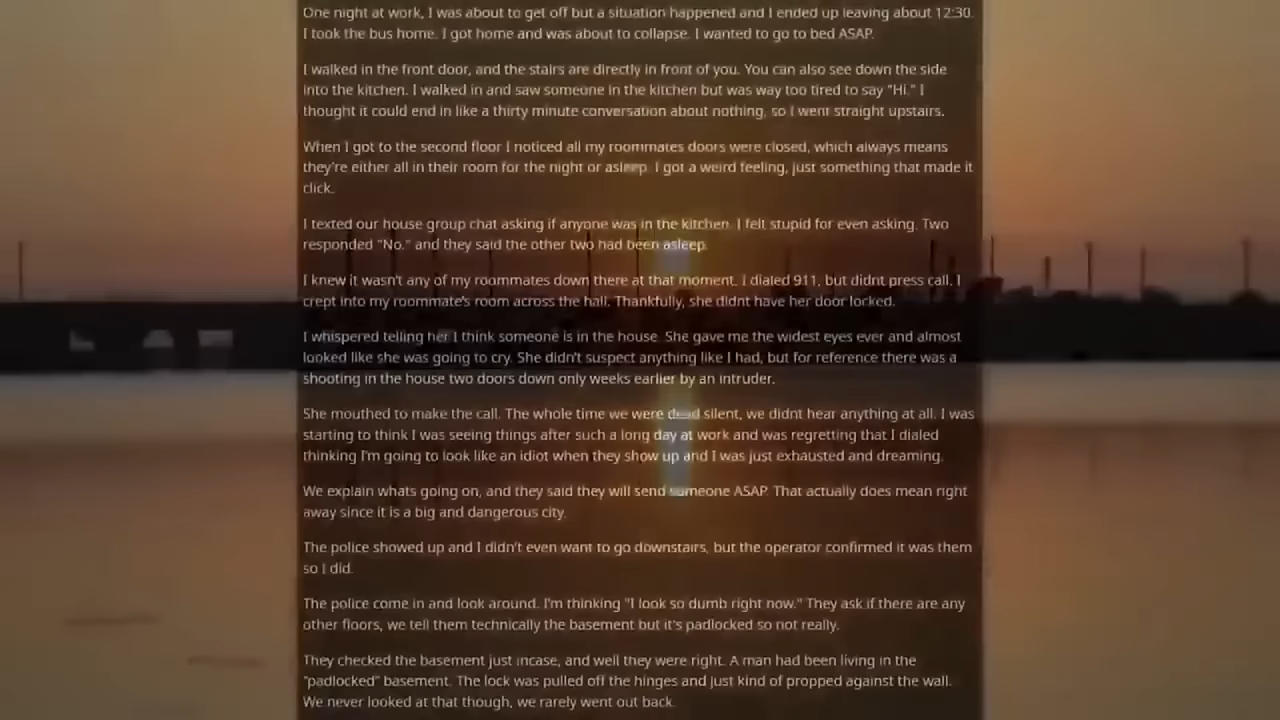 One night at work, I was about to get off but a situation happened and I ended up leaving about 12:30.
I took the bus home. I got home and was about to collapse. I wanted to go to bed ASAP.
I walked in the front door, and the stairs are directly in front of you. You can also see down the side
into the kitchen. I walked in and saw someone in the kitchen but was way too tired to say "Hi." I
thought it could end in like a thirty minute conversation about nothing, so I went straight upstairs.
When I got to the second floor I noticed all my roommates doors were closed, which always means
they're either all in their room for the night or asleep. I got a weird feeling, just something that made it
click.
I texted our house group chat asking if anyone was in the kitchen. I felt stupid for even asking. Two
responded "No." and they said the other two had been asleep.
I knew it wasn't any of my roommates down there at that moment. I dialed 911, but didnt press call. I
crept into my roommate's room across the hall. Thankfully, she didnt have her door locked.
I whispered telling her I think someone is in the house. She gave me the widest eyes ever and almost
looked like she was going to cry. She didn't suspect anything like I had, but for reference there was a
shooting in the house two doors down only weeks earlier by an intruder.
She mouthed to make the call. The whole time we were dead silent, we didnt hear anything at all. I was
starting to think I was seeing things after such a long day at work and was regretting that I dialed
thinking I'm going to look like an idiot when they show up and I was just exhausted and dreaming.
We explain whats going on, and they said they will send someone ASAP. That actually does mean right
away since it is a big and dangerous city.
The police showed up and I didn't even want to go downstairs, but the operator confirmed it was them
so I did.
The police come in and look around. I'm thinking "I look so dumb right now." They ask if there are any
other floors, we tell them technically the basement but it's padlocked so not really.
They checked the basement just incase, and well they were right. A man had been living in the
"padlocked" basement. The lock was pulled off the hinges and just kind of propped against the wall.
We never looked at that though, we rarely went out back.